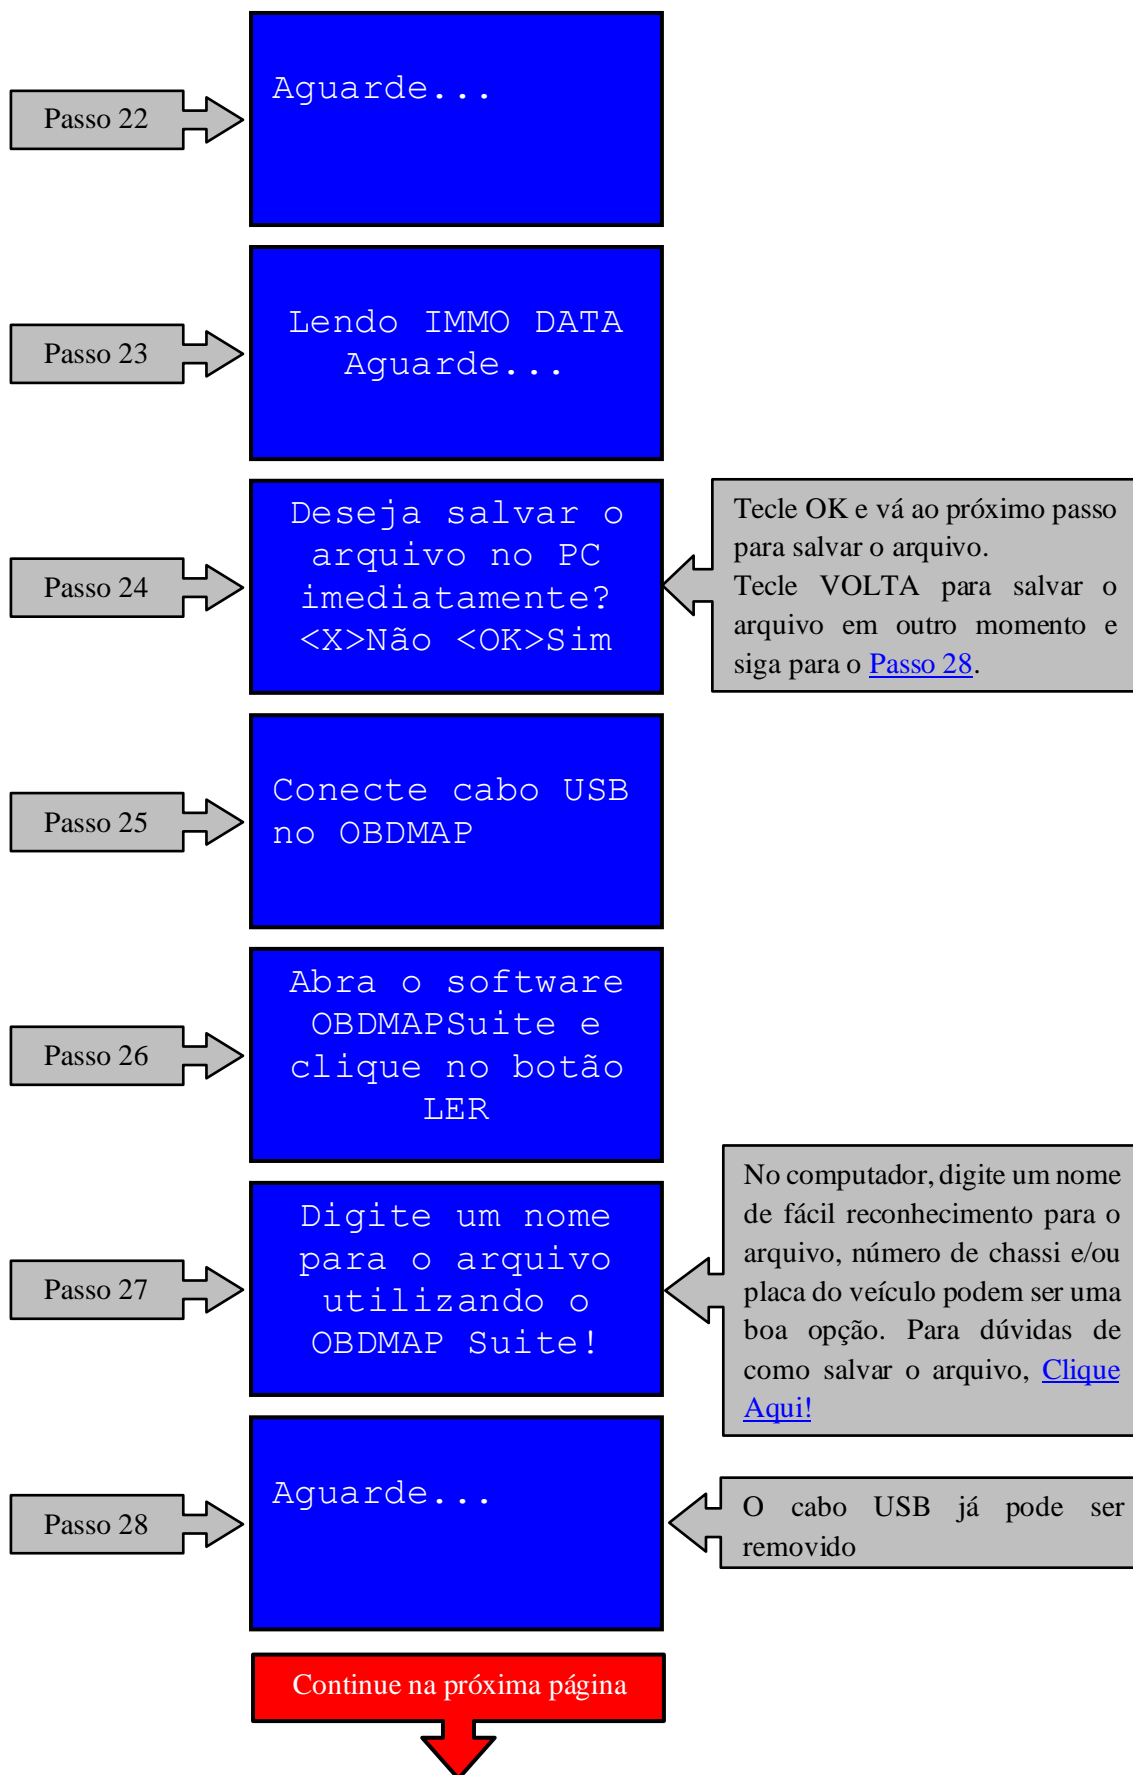 Passo 22
Aguarde...
Passo 23
Lendo IMMO DATA
Aguarde...
Passo 24
Deseja salvar o
arquivo no PC
imediatamente?
<X>Não <OK>Sim
Tecle OK e vá ao próximo passo
para salvar o arquivo.
Tecle VOLTA para salvar o
arquivo em outro momento e
siga para o Passo 28.
Passo 25
Conecte cabo USB
no OBDMAP
Passo 26
Abra o software
OBDMAPSuite e
clique no botão
LER
Passo 27
Digite um nome
para o arquivo
utilizando o
OBDMAP Suite!
No computador, digite um nome
de fácil reconhecimento para o
arquivo, número de chassi e/ou
placa do veículo podem ser uma
boa opção. Para dúvidas de
como salvar o arquivo, Clique
Aqui!
Passo 28
Aguarde...
O cabo USB já pode ser
removido
Continue na próxima página